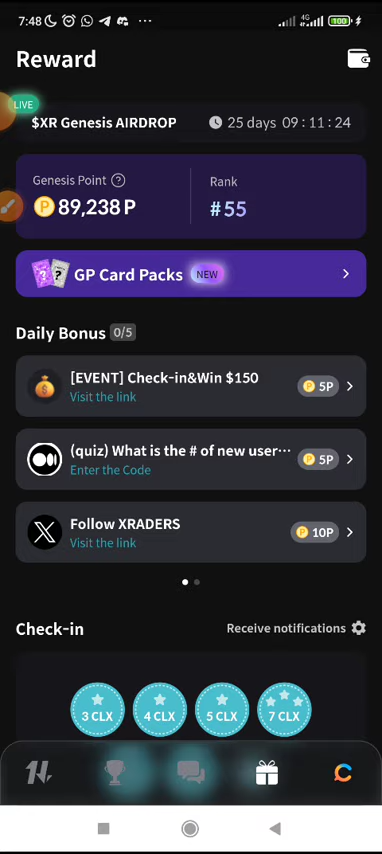 7:48
4G
100
Reward
LIVE
$XR Genesis AIRDROP
25 days 09 : 11 : 24
Genesis Point ?
Rank
P 89,238 P
#55
GP Card Packs NEW
Daily Bonus 0/5
[EVENT] Check-in&Win $150
Visit the link
P 5P
(quiz) What is the # of new user...
Enter the Code
P 5P
Follow XRADERS
Visit the link
P 10P
Check-in
Receive notifications
3 CLX
4 CLX
5 CLX
7 CLX